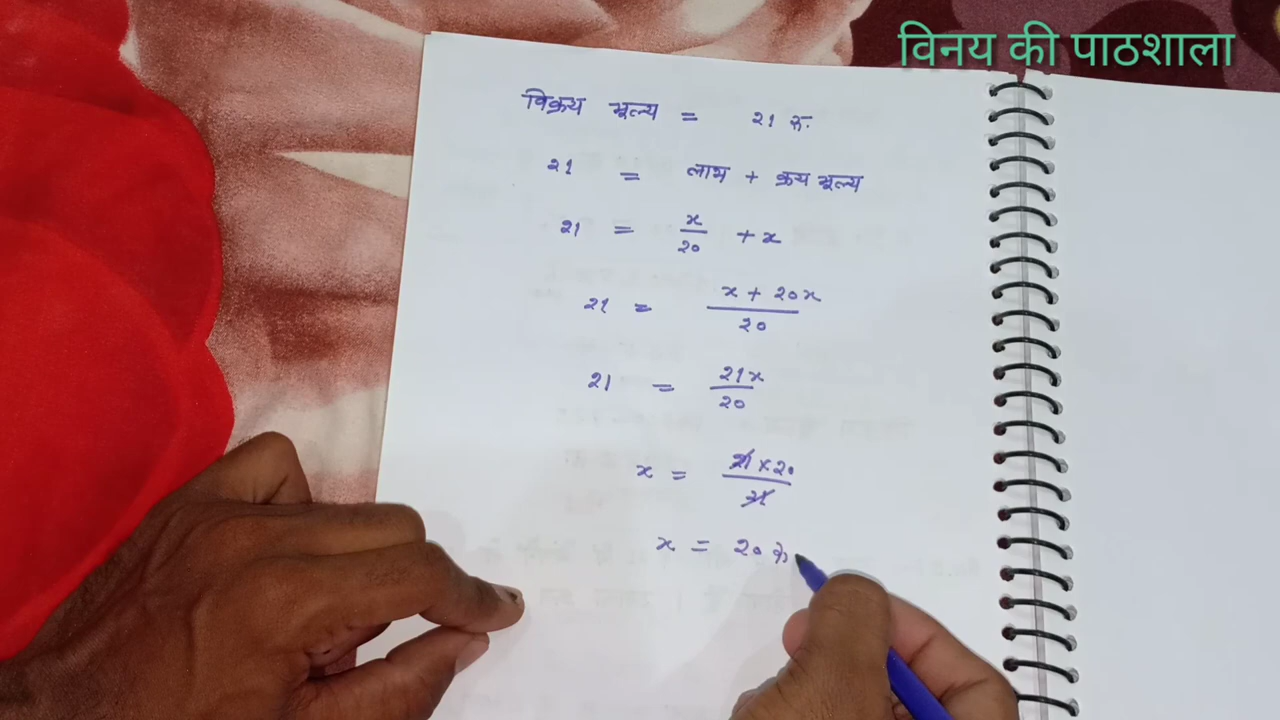 विनय की पाठशाला
विक्रय मूल्य = 21 रु.
21 = लाभ + क्रय मूल्य
21 = x/20 + x
21 = x + 20x / 20
21 = 21x / 20
x = 21 x 20 / 21
x = 20 के